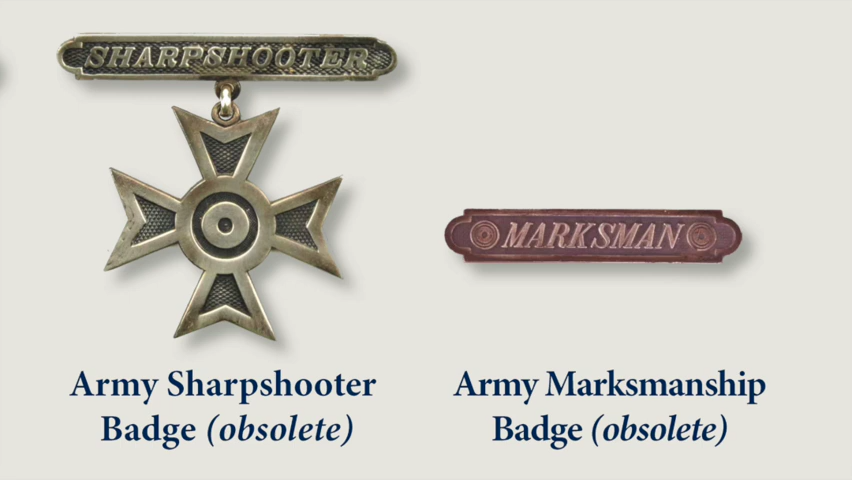 SHARPSHOOTER
MARKSMAN
Army Sharpshooter
Badge (obsolete)
Army Marksmanship
Badge (obsolete)